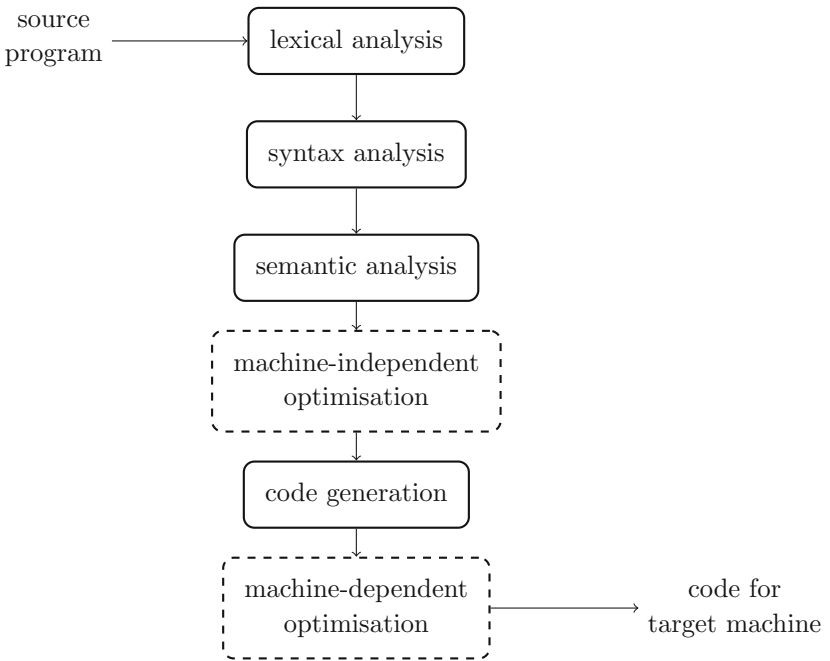 source
program
lexical analysis
syntax analysis
semantic analysis
machine-independent
optimisation
code generation
machine-dependent
optimisation
code for
target machine